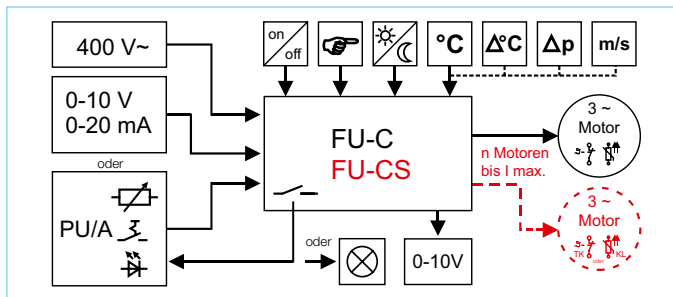 400 V~
on
off
°C
Δ°C
Δp
m/s
0-10 V
0-20 mA
oder
PU/A
FU-C
FU-CS
3 ~
Motor
n Motoren
bis I max.
3 ~
Motor
TK
oder
KL
oder
0-10V